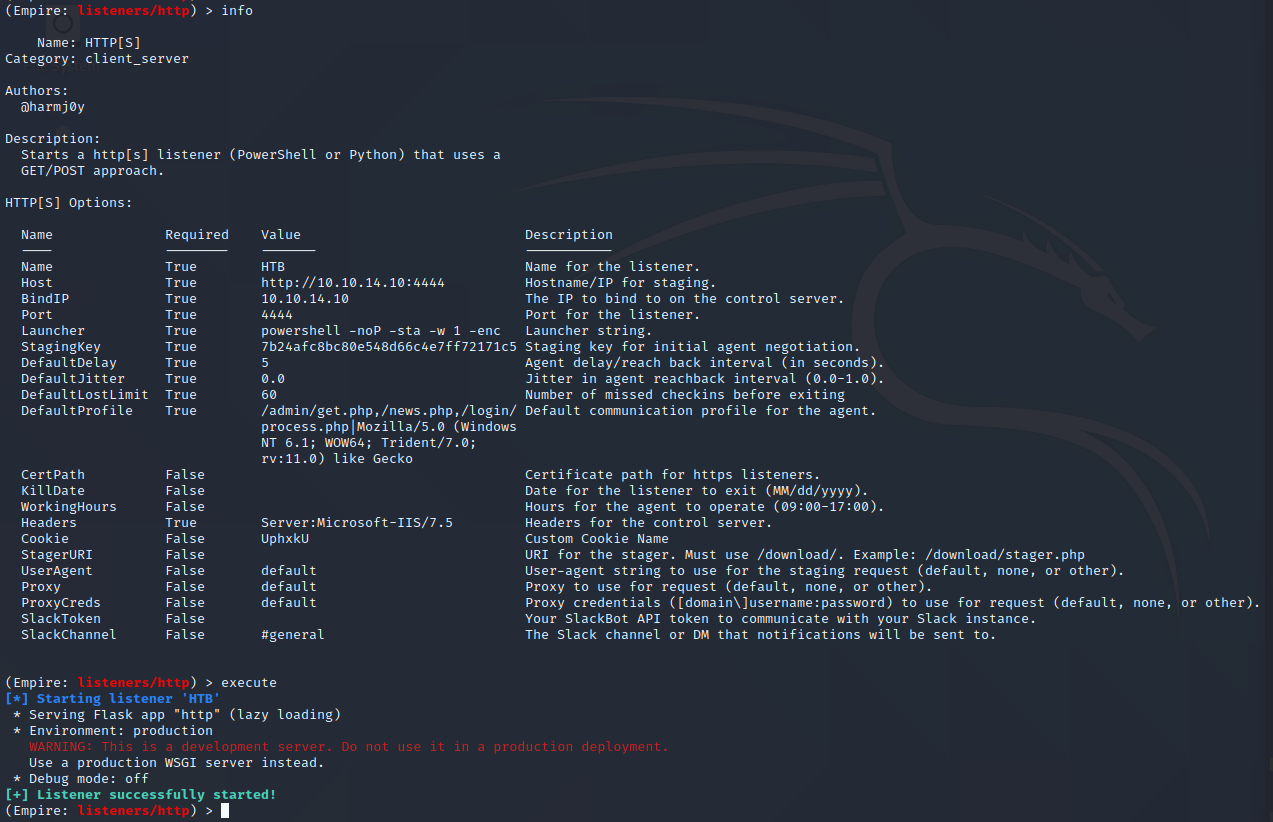 (Empire: listeners/http) > info
Name: HTTP[S]
Category: client_server
Authors:
@harmj0y
Description:
Starts a http[s] listener (PowerShell or Python) that uses a
GET/POST approach.
HTTP[S] Options:
Name Required Value Description
Name True HTB Name for the listener.
Host True http://10.10.14.10:4444 Hostname/IP for staging.
BindIP True 10.10.14.10 The IP to bind to on the control server.
Port True 4444 Port for the listener.
Launcher True powershell -noP -sta -w 1 -enc Launcher string.
StagingKey True 7b24afc8bc80e548d66c4e7ff72171c5 Staging key for initial agent negotiation.
DefaultDelay True 5 Agent delay/reach back interval (in seconds).
DefaultJitter True 0.0 Jitter in agent reachback interval (0.0-1.0).
DefaultLostLimit True 60 Number of missed checkins before exiting
DefaultProfile True /admin/get.php,/news.php,/login/ Default communication profile for the agent.
process.php|Mozilla/5.0 (Windows
NT 6.1; WOW64; Trident/7.0;
rv:11.0) like Gecko
CertPath False Certificate path for https listeners.
KillDate False Date for the listener to exit (MM/dd/yyyy).
WorkingHours False Hours for the agent to operate (09:00-17:00).
Headers True Server:Microsoft-IIS/7.5 Headers for the control server.
Cookie False UphxkU Custom Cookie Name
StagerURI False URI for the stager. Must use /download/. Example: /download/stager.php
UserAgent False default User-agent string to use for the staging request (default, none, or other).
Proxy False default Proxy to use for request (default, none, or other).
ProxyCreds False default Proxy credentials ([domain\]username:password) to use for request (default, none, or other).
SlackToken False Your SlackBot API token to communicate with your Slack instance.
SlackChannel False #general The Slack channel or DM that notifications will be sent to.
(Empire: listeners/http) > execute
[*] Starting listener 'HTB'
* Serving Flask app "http" (lazy loading)
* Environment: production
WARNING: This is a development server. Do not use it in a production deployment.
Use a production WSGI server instead.
* Debug mode: off
[+] Listener successfully started!
(Empire: listeners/http) >